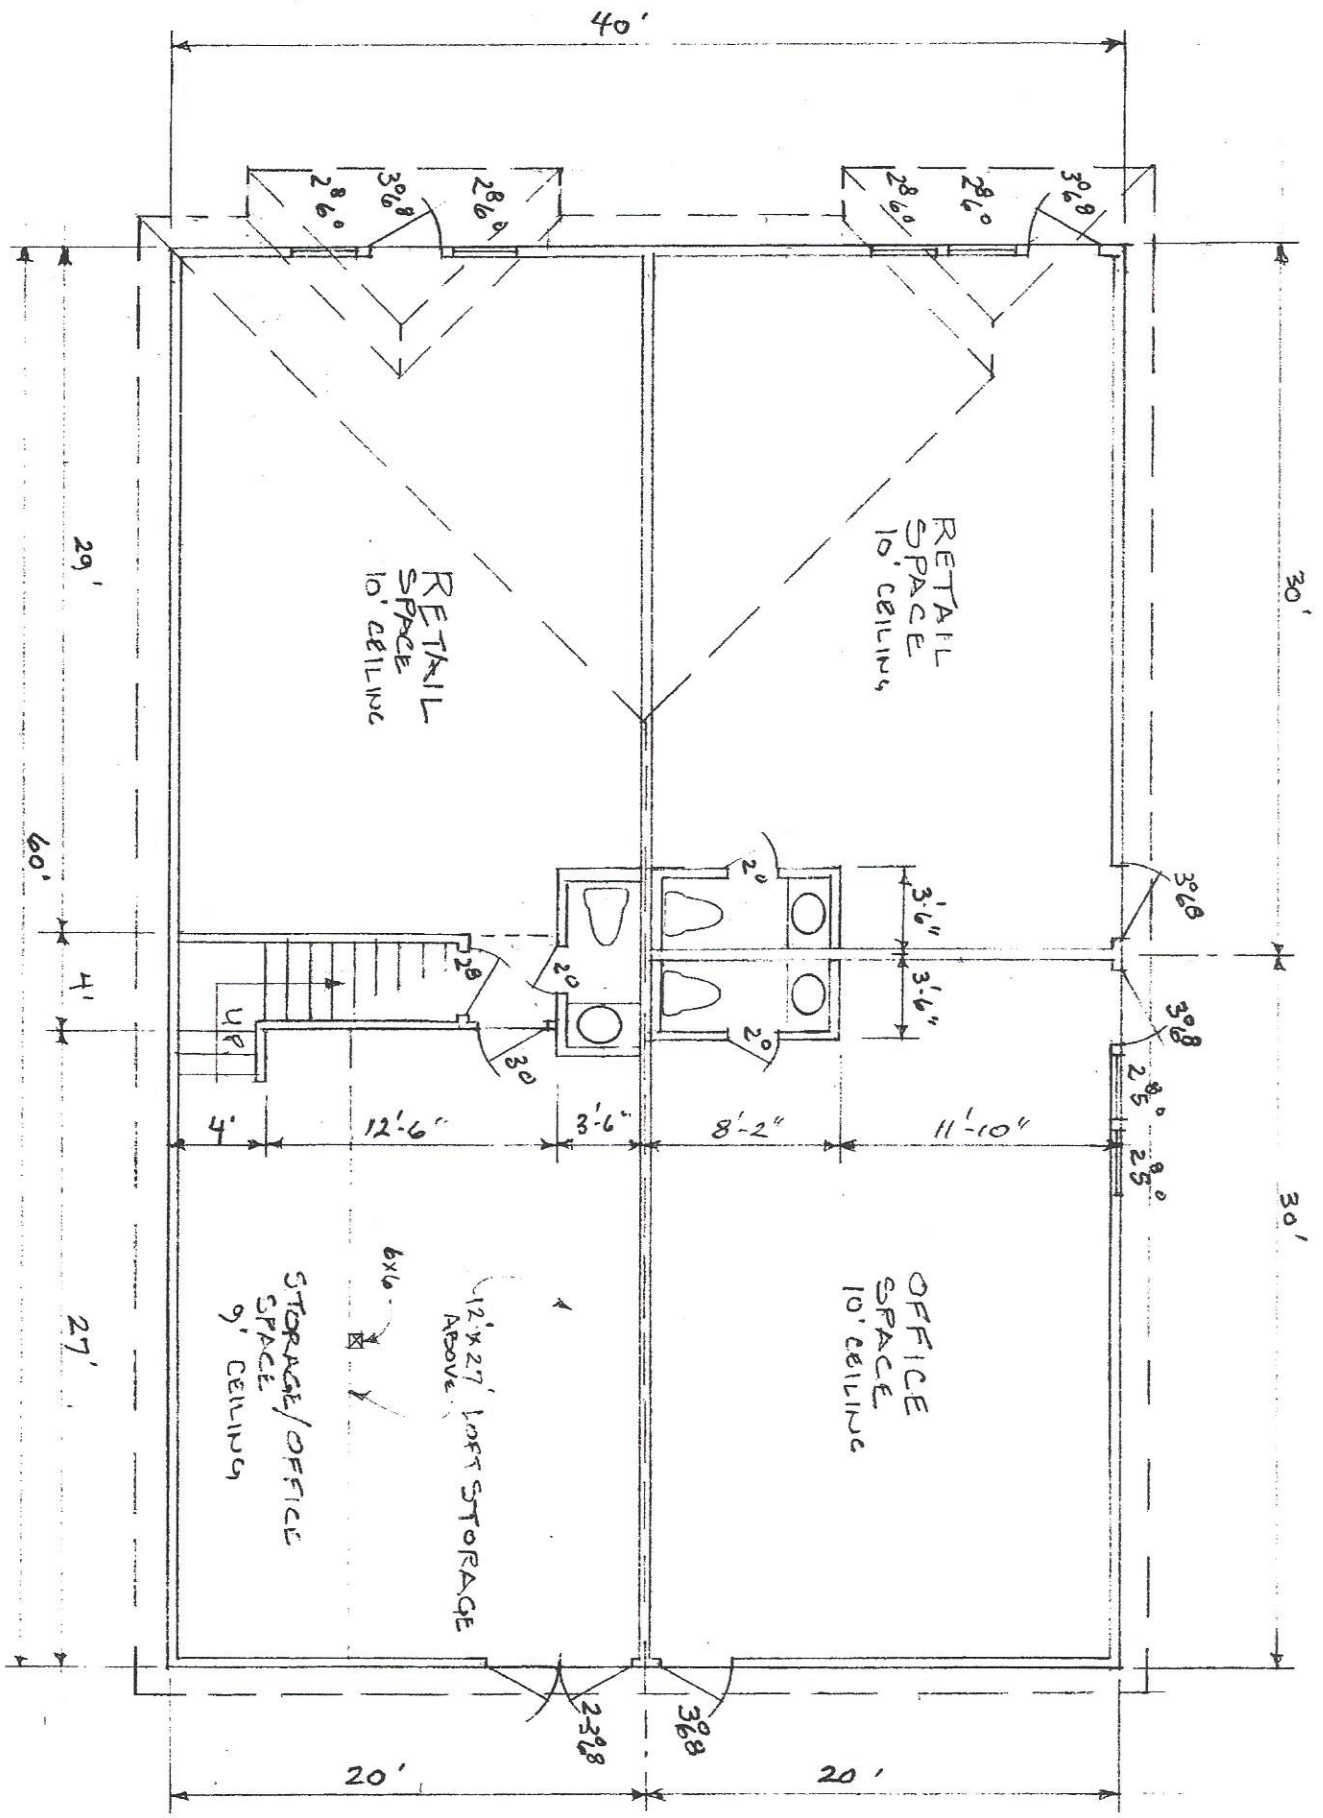 40'
2⁸6⁰
3⁰6⁸
2⁸6⁰
2⁸6⁰
2⁸6⁰
3⁰6⁸
29'
60'
4'
27'
30'
30'
RETAIL
SPACE
10' CEILING
RETAIL
SPACE
10' CEILING
2⁰
3'-6"
3'-6"
3⁰6⁸
3⁰6⁸
2⁸
2⁰
2⁰
UP
30
2⁸5⁰
2⁸5⁰
4'
12'-6"
3'-6"
8'-2"
11'-10"
6x6
12' x 27' LOFT STORAGE
ABOVE
STORAGE/OFFICE
SPACE
9' CEILING
OFFICE
SPACE
10' CEILING
2-3⁰6⁸
3⁰6⁸
20'
20'